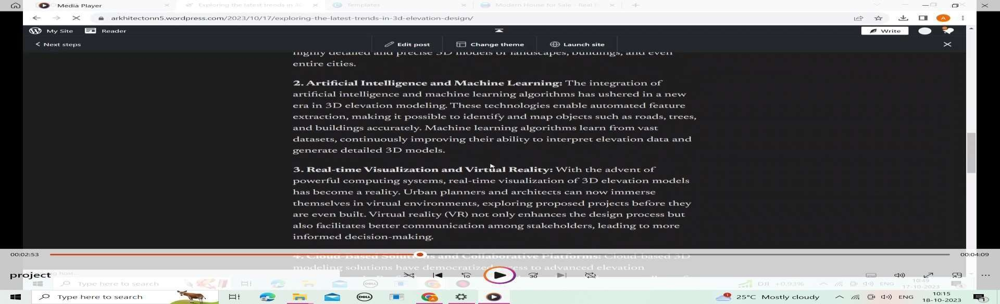 Media Player
Exploring the latest trends in 3D
Templates
Modern House for Sale - Real E
arkhitectonn5.wordpress.com/2023/10/17/exploring-the-latest-trends-in-3d-elevation-design/
A
My Site
Reader
Write
Next steps
Edit post
Change theme
Launch site
highly detailed and precise 3D models of landscapes, buildings, and even
entire cities.
2. Artificial Intelligence and Machine Learning: The integration of
artificial intelligence and machine learning algorithms has ushered in a new
era in 3D elevation modeling. These technologies enable automated feature
extraction, making it possible to identify and map objects such as roads, trees,
and buildings accurately. Machine learning algorithms learn from vast
datasets, continuously improving their ability to interpret elevation data and
generate detailed 3D models.
3. Real-time Visualization and Virtual Reality: With the advent of
powerful computing systems, real-time visualization of 3D elevation models
has become a reality. Urban planners and architects can now immerse
themselves in virtual environments, exploring proposed projects before they
are even built. Virtual reality (VR) not only enhances the design process but
also facilitates better communication among stakeholders, leading to more
informed decision-making.
00:02:53
00:04:09
4. Cloud-Based Solutions and Collaborative Platforms: Cloud-based 3D
modeling solutions have democratized access to advanced elevation
project
host...
10
30
Type here to search
DELL
DJI +0.93%
ENG
10:49
17-10-2023
4
Type here to search
DELL
1
25°C Mostly cloudy
ENG
10:15
18-10-2023
1